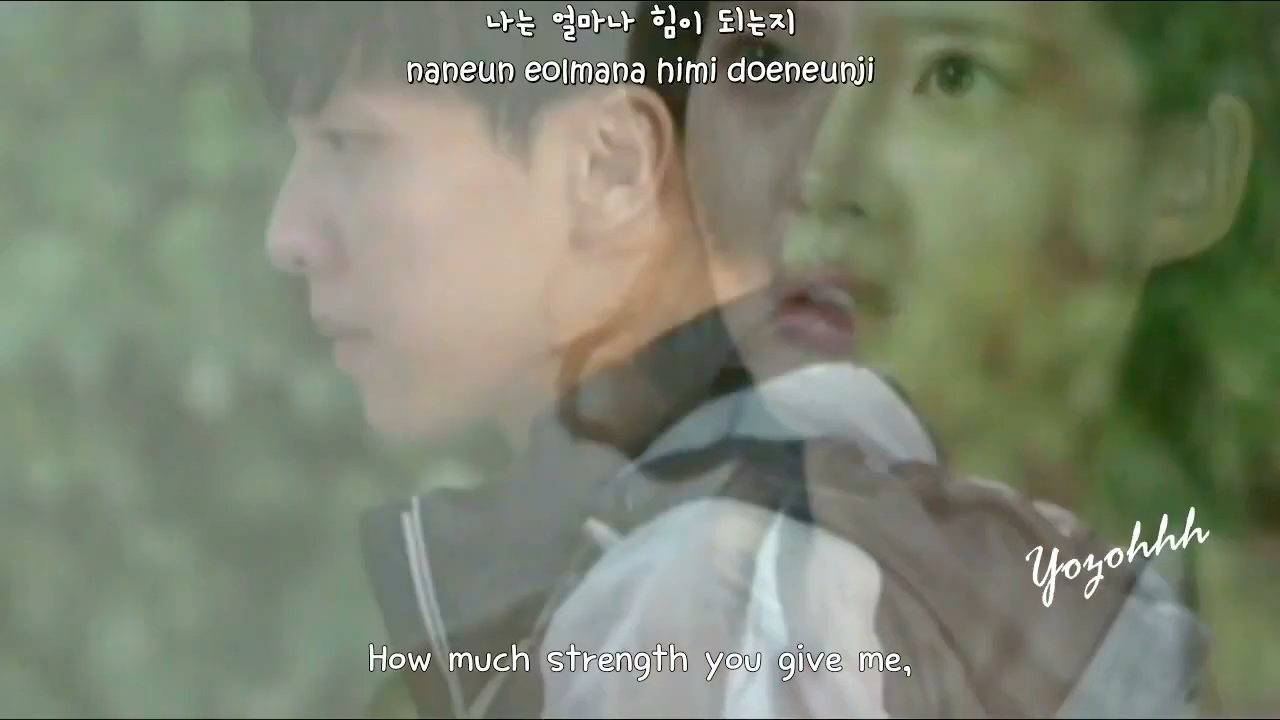 나는 얼마나 힘이 되는지
naneun eolmana himi doeneunji
Yozohhh
How much strength you give me,